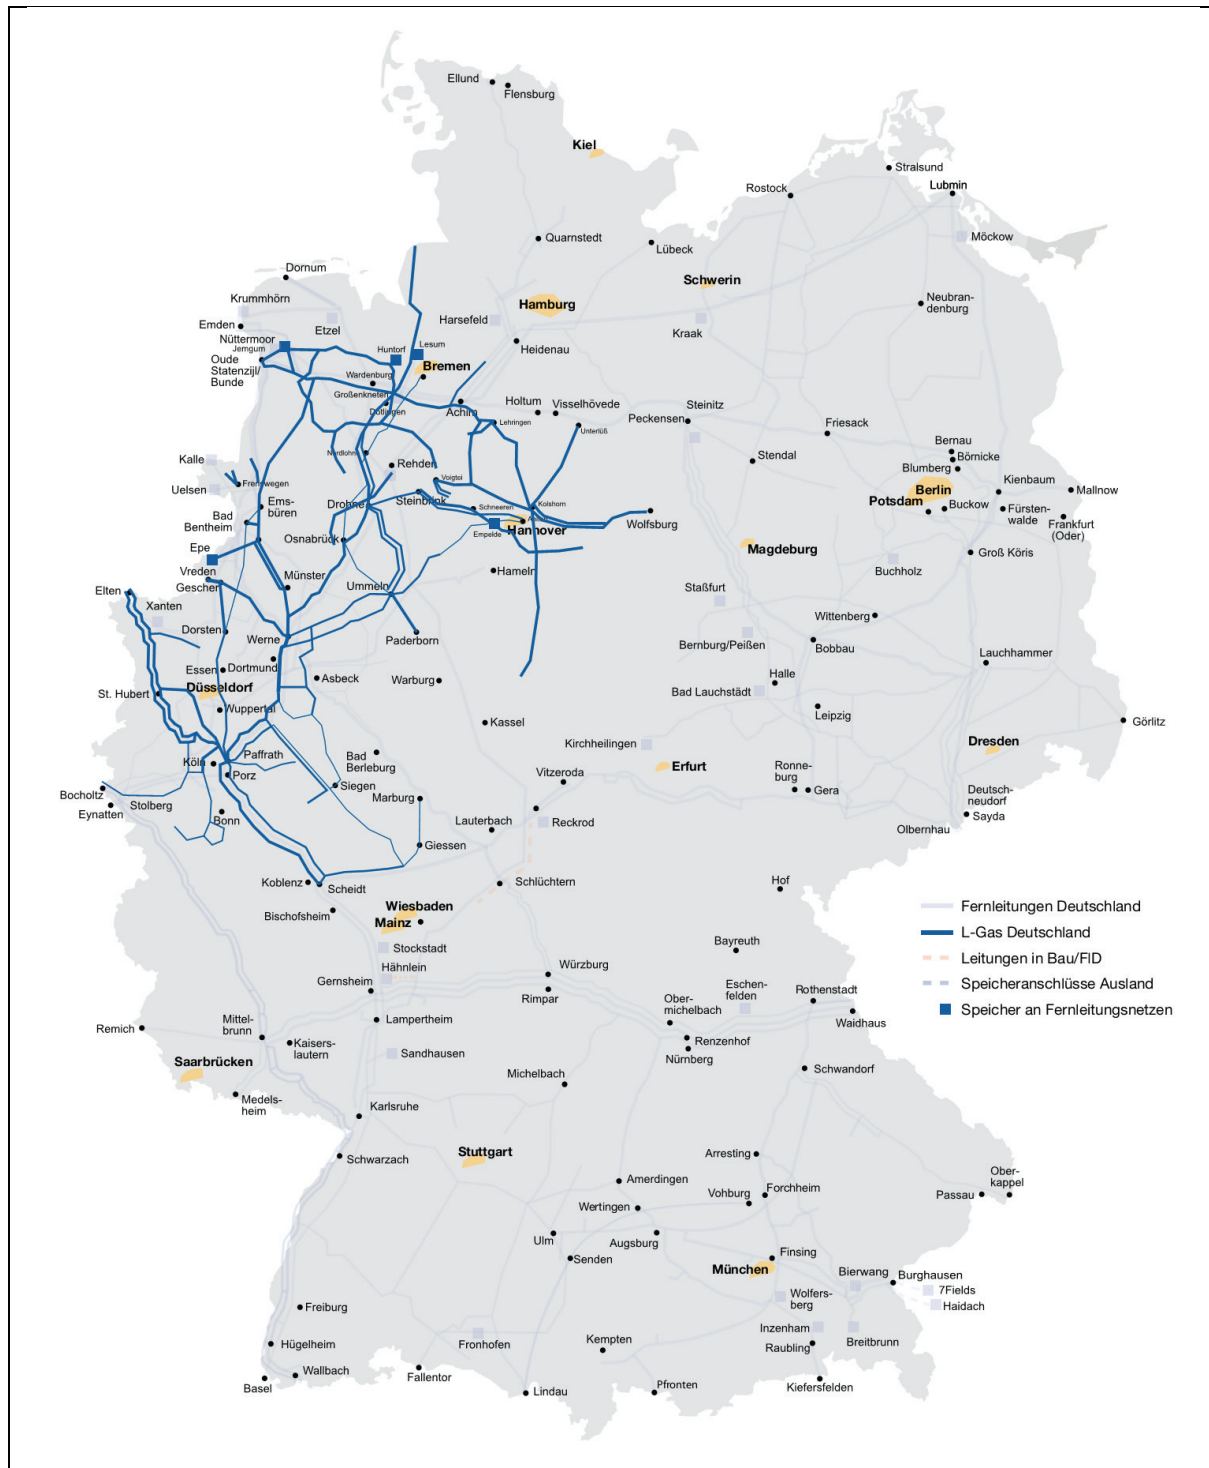 Ellund
Flensburg
Kiel
Stralsund
Rostock
Lubmin
Möckow
Quarnstedt
Lübeck
Dornum
Schwerin
Krummhörn
Hamburg
Neubran-
denburg
Emden
Etzel
Harsefeld
Kraak
Nüttermoor
Jemgum
Huntorf
Lesum
Heidenau
Oude
Statenzijl/
Bunde
Bremen
Wardenburg
Großenkneten
Dötlingen
Achim
Holtum
Visselhövede
Steinitz
Peckensen
Lehringen
Unterlüß
Friesack
Bernau
Börnicke
Blumberg
Nordlohn
Kalle
Rehden
Stendal
Voigtei
Kienbaum
Mallnow
Uelsen
Frenswegen
Berlin
Potsdam
Buckow
Fürsten-
walde
Frankfurt
(Oder)
Ems-
büren
Drohne
Steinbrink
Schneeren
Kolshorn
Wolfsburg
Bad
Bentheim
Hannover
Empelde
Osnabrück
Magdeburg
Groß Köris
Epe
Buchholz
Vreden
Münster
Hameln
Gescher
Ummeln
Staßfurt
Elten
Xanten
Wittenberg
Dorsten
Werne
Paderborn
Bernburg/Peißen
Bobbau
Lauchhammer
Essen
Dortmund
Asbeck
Warburg
Halle
Bad Lauchstädt
Düsseldorf
St. Hubert
Wuppertal
Leipzig
Kassel
Görlitz
Kirchheilingen
Dresden
Köln
Paffrath
Bad
Berleburg
Erfurt
Ronne-
burg
Gera
Porz
Vitzeroda
Siegen
Marburg
Bocholtz
Stolberg
Eynatten
Bonn
Deutsch-
neudorf
Sayda
Olbernhau
Lauterbach
Reckrod
Giessen
Koblenz
Scheidt
Schlüchtern
Hof
Bischofsheim
Wiesbaden
Mainz
Fernleitungen Deutschland
L-Gas Deutschland
Leitungen in Bau/FID
Speicheranschlüsse Ausland
Speicher an Fernleitungsnetzen
Stockstadt
Bayreuth
Hähnlein
Würzburg
Gernsheim
Rimpar
Eschen-
felden
Rothenstadt
Ober-
michelbach
Waidhaus
Remich
Mittel-
brunn
Lampertheim
Kaisers-
lautern
Renzenhof
Nürnberg
Sandhausen
Saarbrücken
Michelbach
Schwandorf
Medels-
heim
Karlsruhe
Stuttgart
Schwarzach
Arresting
Ober-
kappel
Amerdingen
Forchheim
Passau
Vohburg
Wertingen
Ulm
Augsburg
Senden
Finsing
München
Bierwang
Burghausen
7Fields
Haidach
Wolfers-
berg
Freiburg
Inzenham
Breitbrunn
Raubling
Hügelheim
Fronhofen
Kempten
Wallbach
Fallentor
Basel
Lindau
Pfronten
Kiefersfelden